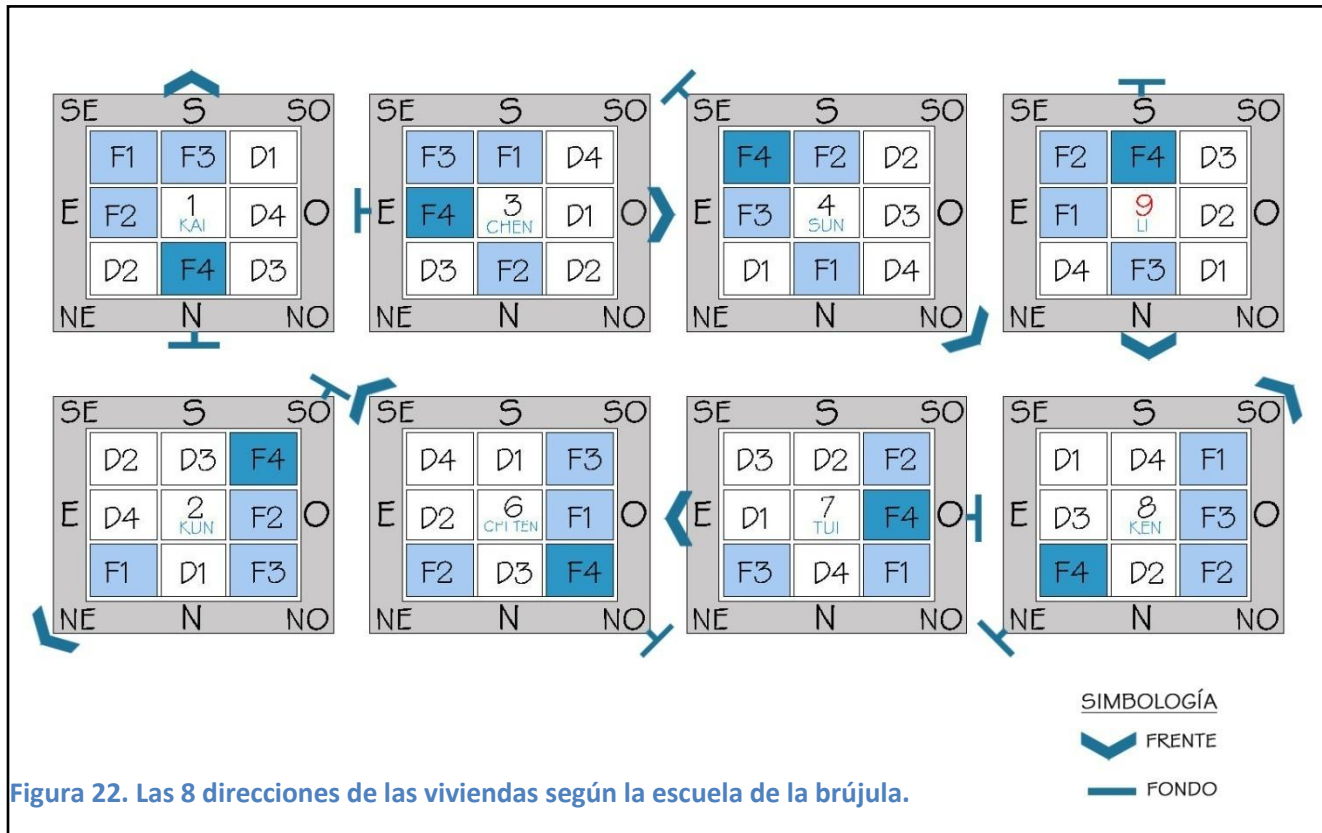 SE S SO
F1 F3 D1
E F2 1 KAI D4 O
D2 F4 D3
NE N NO
SE S SO
F3 F1 D4
E F4 3 CHEN D1 O
D3 F2 D2
NE N NO
SE S SO
F4 F2 D2
E F3 4 SUN D3 O
D1 F1 D4
NE N NO
SE S SO
F2 F4 D3
E F1 9 LI D2 O
D4 F3 D1
NE N NO
SE S SO
D2 D3 F4
E D4 2 KUN F2 O
F1 D1 F3
NE N NO
SE S SO
D4 D1 F3
E D2 6 CH'IEN F1 O
F2 D3 F4
NE N NO
SE S SO
D3 D2 F2
E D1 7 TUI F4 O
F3 D4 F1
NE N NO
SE S SO
D1 D4 F1
E D3 8 KEN F3 O
F4 D2 F2
NE N NO
SIMBOLOGÍA
FRENTE
FONDO
Figura 22. Las 8 direcciones de las viviendas según la escuela de la brújula.